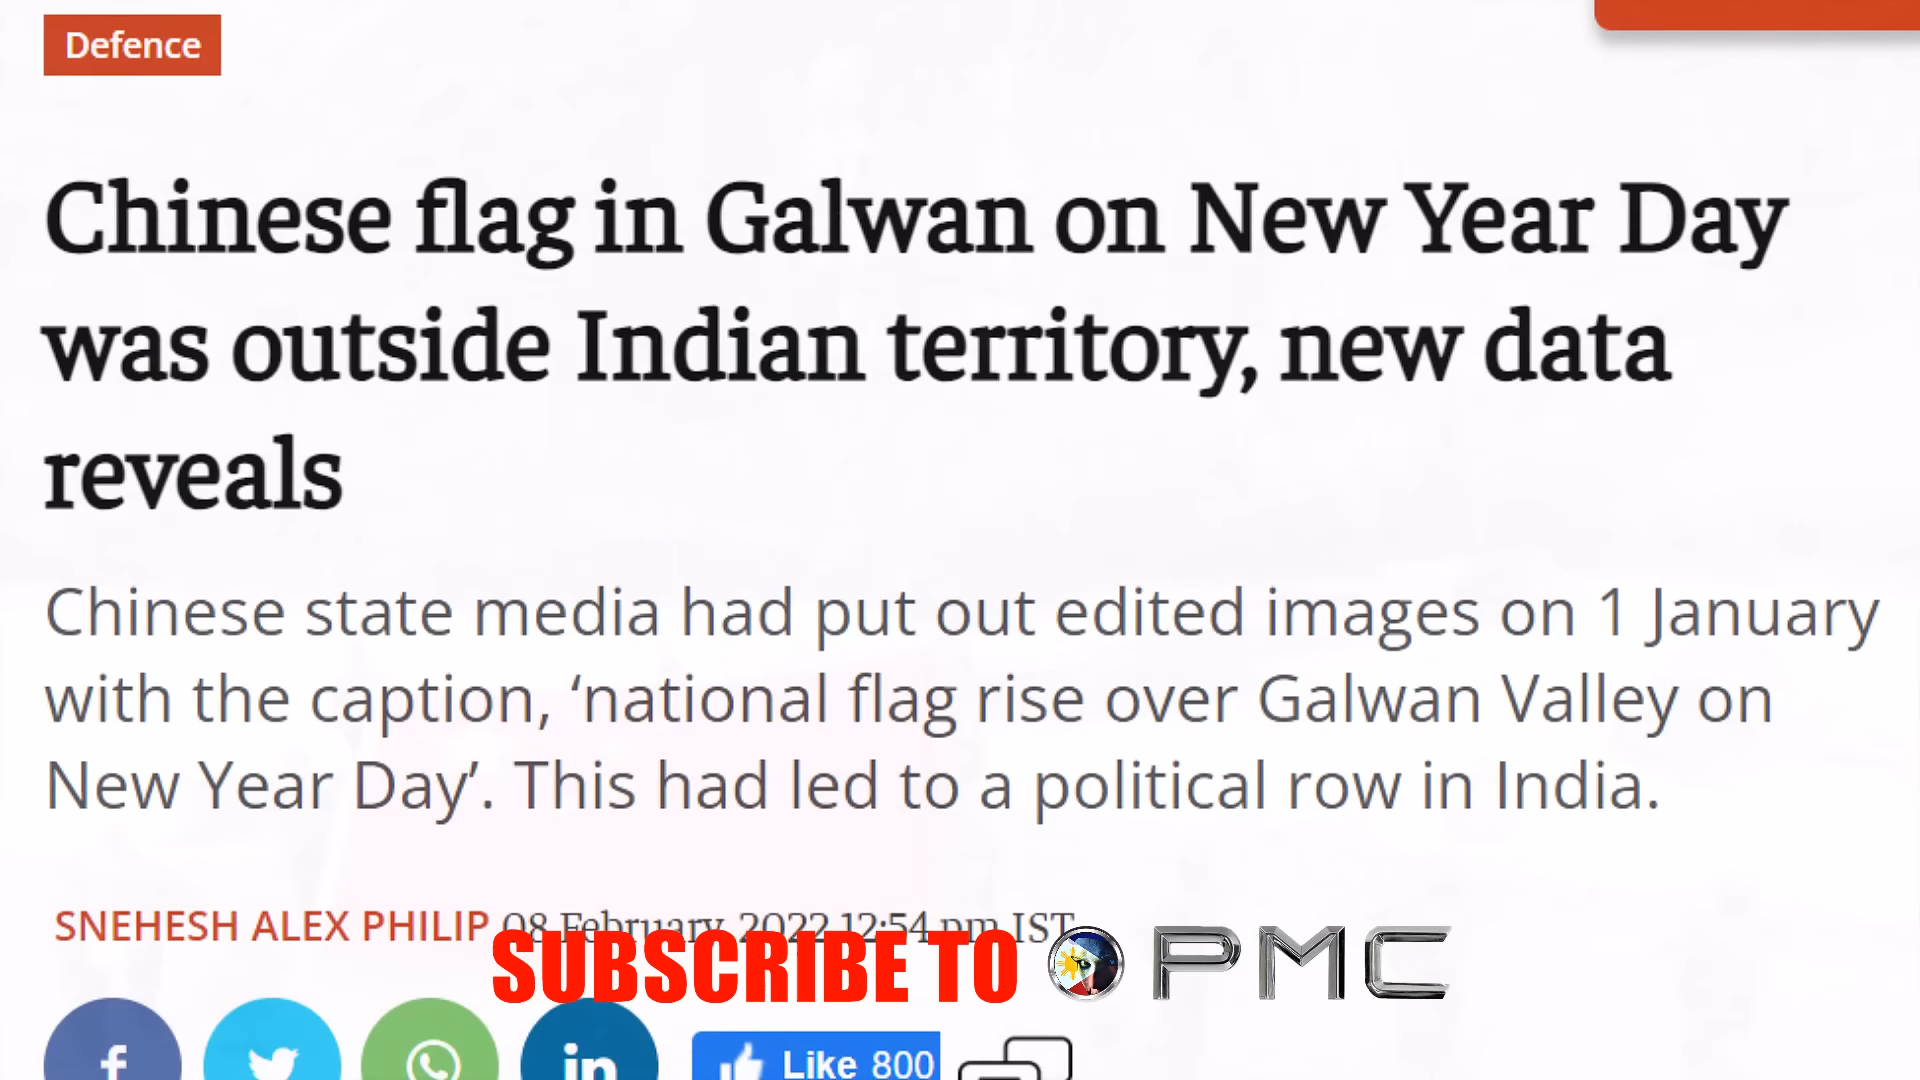 Defence
Chinese flag in Galwan on New Year Day
was outside Indian territory, new data
reveals
Chinese state media had put out edited images on 1 January
with the caption, ‘national flag rise over Galwan Valley on
New Year Day’. This had led to a political row in India.
SNEHESH ALEX PHILIP 08 February, 2022 12:54 pm IST
SUBSCRIBE TO PMC
f in Like 800